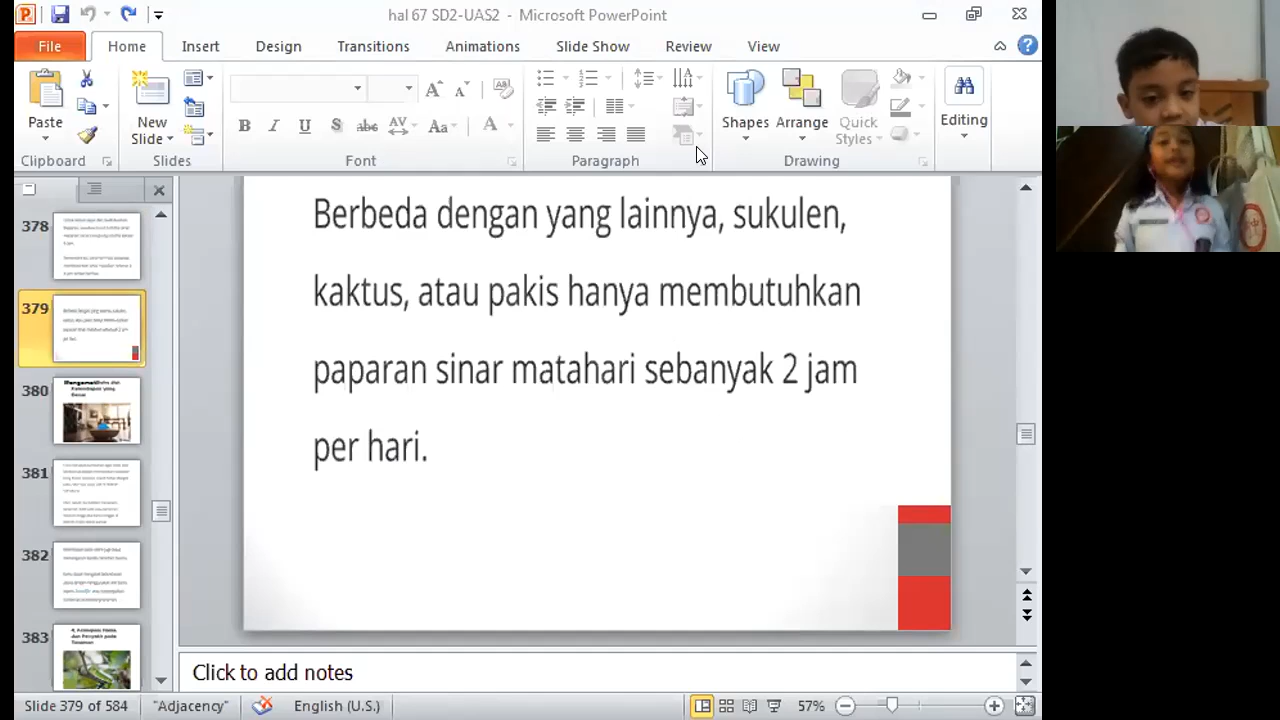 hal 67 SD2-UAS2 - Microsoft PowerPoint
File Home Insert Design Transitions Animations Slide Show Review View
Paste
New Slide
Shapes
Arrange
Quick Styles
Editing
Clipboard Slides Font Paragraph Drawing
378
379
380
381
382
383
Berbeda dengan yang lainnya, sukulen,
kaktus, atau pakis hanya membutuhkan
paparan sinar matahari sebanyak 2 jam
per hari.
Click to add notes
Slide 379 of 584 "Adjacency" English (U.S.) 57%